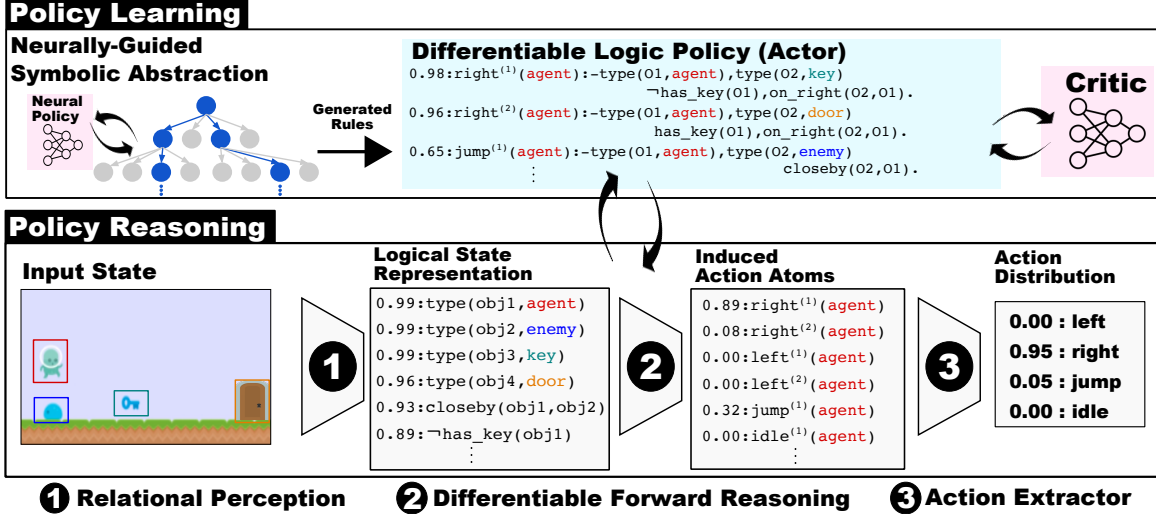 Policy Learning
Neurally-Guided
Symbolic Abstraction
Neural
Policy
Generated
Rules
Differentiable Logic Policy (Actor)
0.98:right⁽¹⁾(agent):-type(O1,agent),type(O2,key)
¬has_key(O1),on_right(O2,O1).
0.96:right⁽²⁾(agent):-type(O1,agent),type(O2,door)
has_key(O1),on_right(O2,O1).
0.65:jump⁽¹⁾(agent):-type(O1,agent),type(O2,enemy)
closeby(O2,O1).
⋮
Critic
Policy Reasoning
Input State
Logical State
Representation
0.99:type(obj1,agent)
0.99:type(obj2,enemy)
0.99:type(obj3,key)
0.96:type(obj4,door)
0.93:closeby(obj1,obj2)
0.89:¬has_key(obj1)
⋮
Induced
Action Atoms
0.89:right⁽¹⁾(agent)
0.08:right⁽²⁾(agent)
0.00:left⁽¹⁾(agent)
0.00:left⁽²⁾(agent)
0.32:jump⁽¹⁾(agent)
0.00:idle⁽¹⁾(agent)
⋮
Action
Distribution
0.00 : left
0.95 : right
0.05 : jump
0.00 : idle
1
2
3
1 Relational Perception
2 Differentiable Forward Reasoning
3 Action Extractor